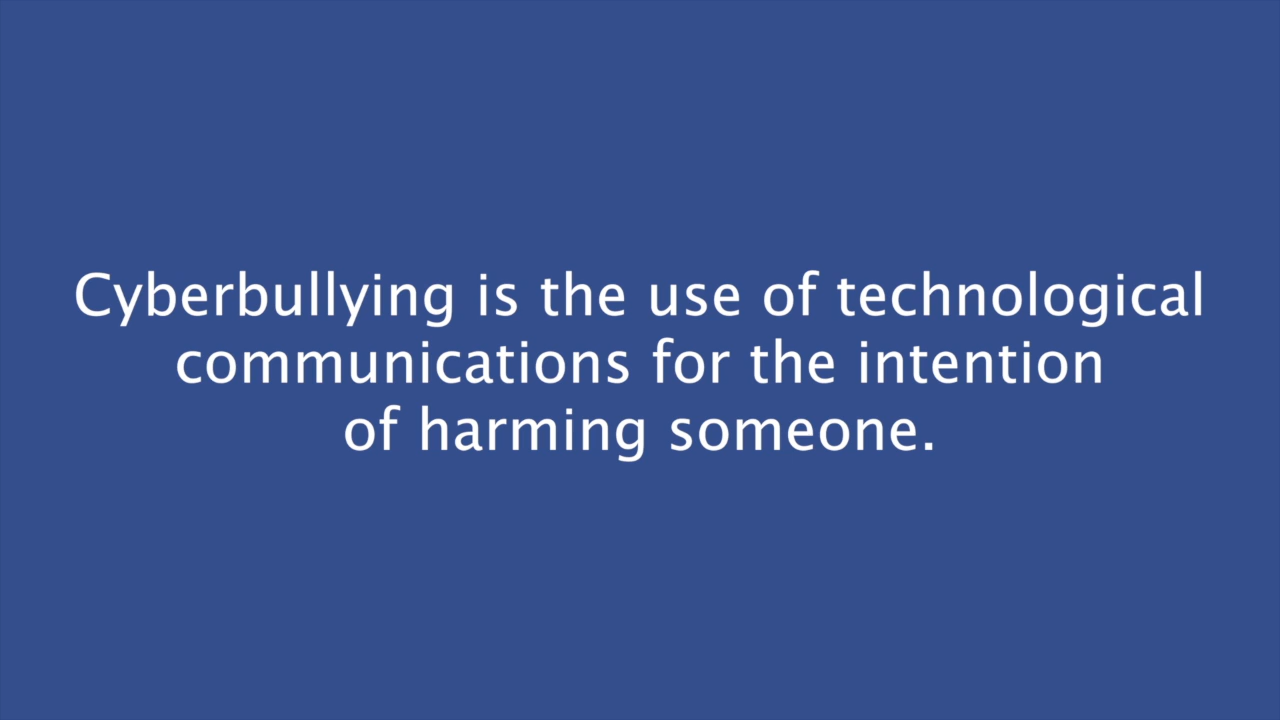 Cyberbullying is the use of technological
communications for the intention
of harming someone.